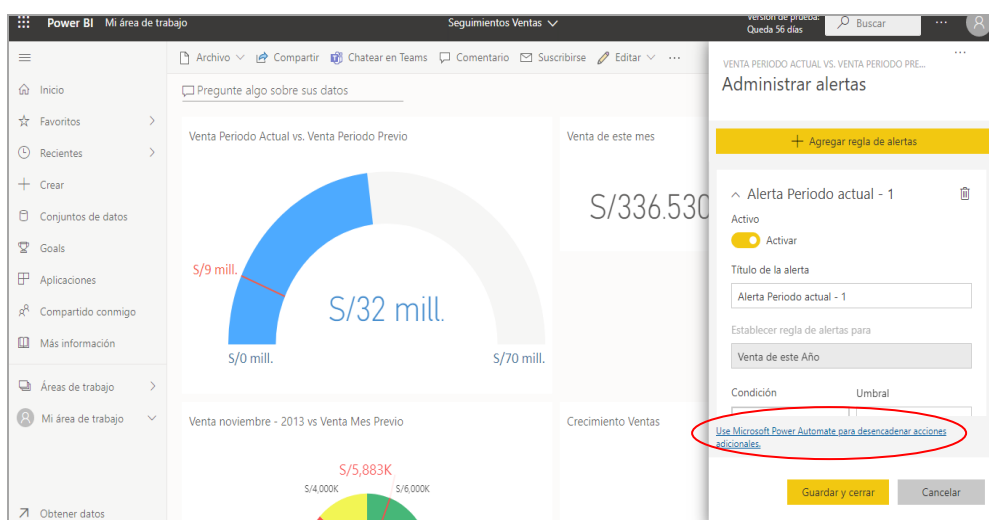 Power BI Mi área de trabajo
Seguimientos Ventas
Versión de prueba:
Queda 56 días
Buscar
Archivo
Compartir
Chatear en Teams
Comentario
Suscribirse
Editar
Pregunte algo sobre sus datos
Inicio
Favoritos
Recientes
Crear
Conjuntos de datos
Goals
Aplicaciones
Compartido conmigo
Más información
Áreas de trabajo
Mi área de trabajo
Obtener datos
Venta Periodo Actual vs. Venta Periodo Previo
S/9 mill.
S/32 mill.
S/0 mill.
S/70 mill.
Venta de este mes
S/336.530
Venta noviembre - 2013 vs Venta Mes Previo
S/5,883K
S/4,000K
S/6,000K
Crecimiento Ventas
VENTA PERIODO ACTUAL VS. VENTA PERIODO PRE...
Administrar alertas
+ Agregar regla de alertas
Alerta Periodo actual - 1
Activo
Activar
Título de la alerta
Alerta Periodo actual - 1
Establecer regla de alertas para
Venta de este Año
Condición
Umbral
Use Microsoft Power Automate para desencadenar acciones
adicionales.
Guardar y cerrar
Cancelar